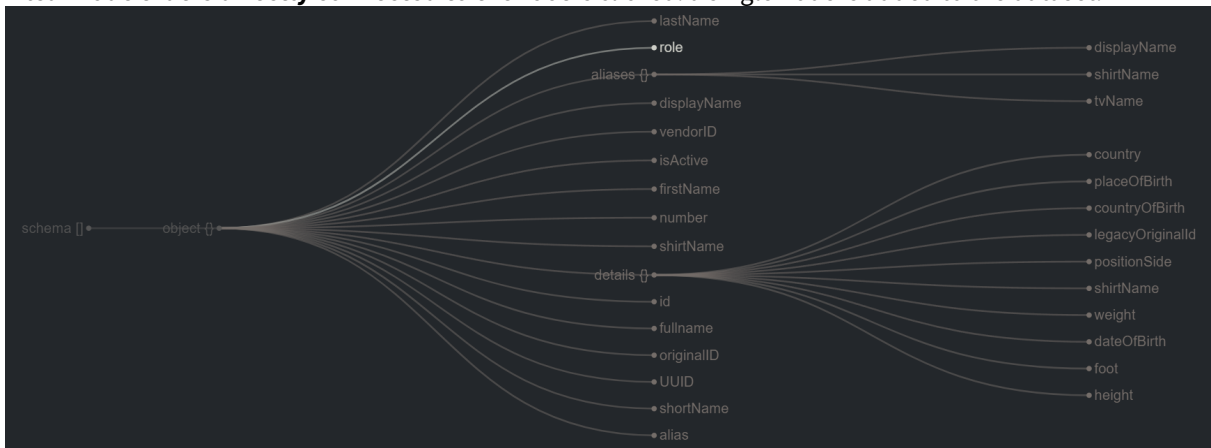 lastName
role
aliases {}
displayName
vendorID
isActive
firstName
number
shirtName
schema []
object {}
details {}
id
fullname
originalID
UUID
shortName
alias
displayName
shirtName
tvName
country
placeOfBirth
countryOfBirth
legacyOriginalId
positionSide
shirtName
weight
dateOfBirth
foot
height